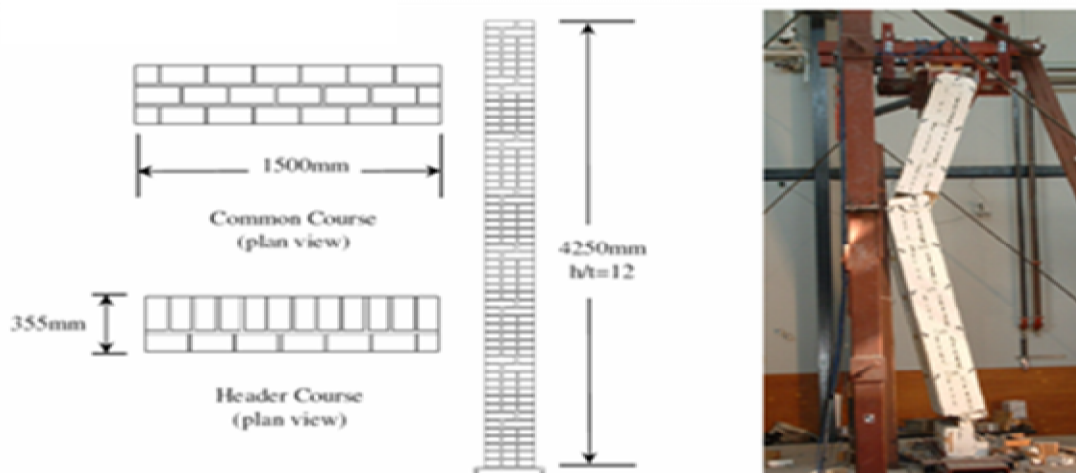 1500mm
Common Course
(plan view)
355mm
Header Course
(plan view)
4250mm
h/t=12